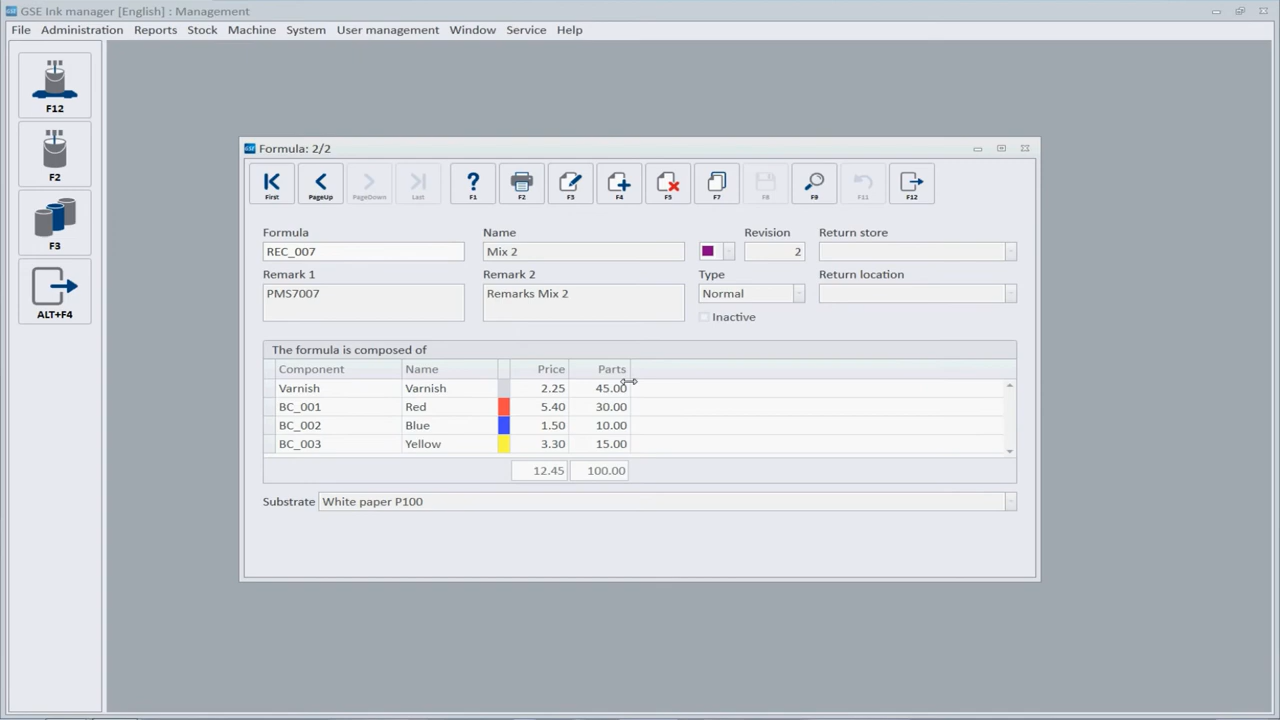 GSE Ink manager [English] : Management
File Administration Reports Stock Machine System User management Window Service Help
F12
F2
F3
ALT+F4
GSE Formula: 2/2
First PageUp PageDown Last F1 F2 F3 F4 F5 F7 F8 F9 F11 F12
Formula Name Revision Return store
REC_007 Mix 2 2
Remark 1 Remark 2 Type Return location
PMS7007 Remarks Mix 2 Normal
Inactive
The formula is composed of
Component Name Price Parts
Varnish Varnish 2.25 45.00
BC_001 Red 5.40 30.00
BC_002 Blue 1.50 10.00
BC_003 Yellow 3.30 15.00
12.45 100.00
Substrate White paper P100